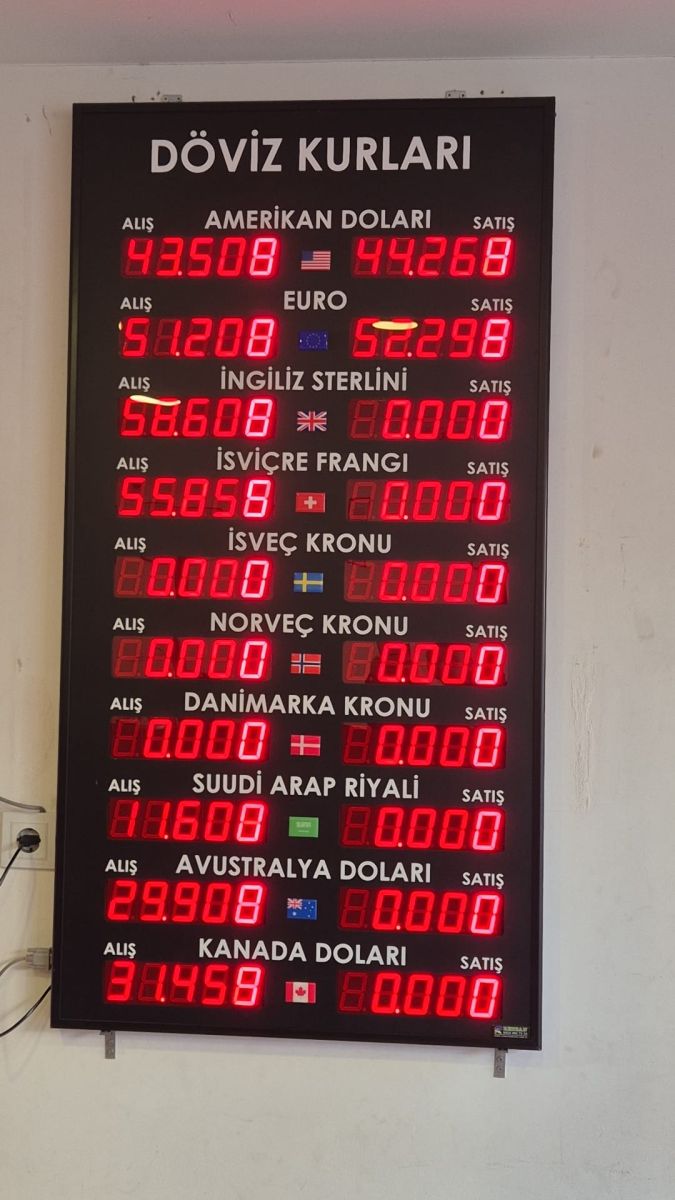 DÖVİZ KURLARI
ALIŞ AMERİKAN DOLARI SATIŞ
43.508 44.268
ALIŞ EURO SATIŞ
51.208 52.298
ALIŞ İNGİLİZ STERLİNİ SATIŞ
58.608 0.000
ALIŞ İSVİÇRE FRANGI SATIŞ
55.858 0.000
ALIŞ İSVEÇ KRONU SATIŞ
0.000 0.000
ALIŞ NORVEÇ KRONU SATIŞ
0.000 0.000
ALIŞ DANİMARKA KRONU SATIŞ
0.000 0.000
ALIŞ SUUDİ ARAP RİYALİ SATIŞ
11.608 0.000
ALIŞ AVUSTRALYA DOLARI SATIŞ
29.908 0.000
ALIŞ KANADA DOLARI SATIŞ
31.458 0.000